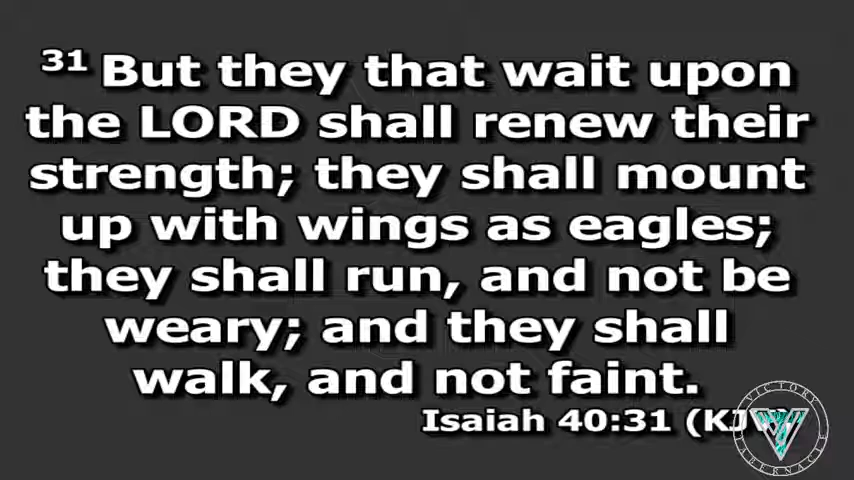 31 But they that wait upon
the LORD shall renew their
strength; they shall mount
up with wings as eagles;
they shall run, and not be
weary; and they shall
walk, and not faint.
Isaiah 40:31 (KJV)
VICTORY
TABERNACLE